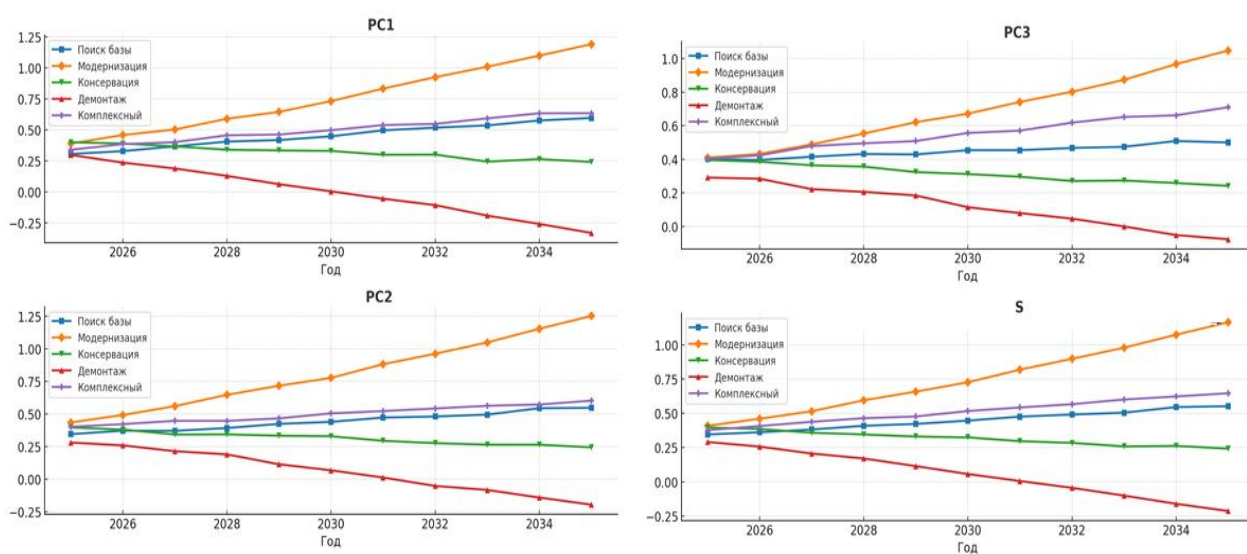 PC1
1.25
1.00
0.75
0.50
0.25
0.00
−0.25
Поиск базы
Модернизация
Консервация
Демонтаж
Комплексный
2026 2028 2030 2032 2034
Год
PC3
1.0
0.8
0.6
0.4
0.2
0.0
Поиск базы
Модернизация
Консервация
Демонтаж
Комплексный
2026 2028 2030 2032 2034
Год
PC2
1.25
1.00
0.75
0.50
0.25
0.00
−0.25
Поиск базы
Модернизация
Консервация
Демонтаж
Комплексный
2026 2028 2030 2032 2034
Год
S
1.00
0.75
0.50
0.25
0.00
−0.25
Поиск базы
Модернизация
Консервация
Демонтаж
Комплексный
2026 2028 2030 2032 2034
Год